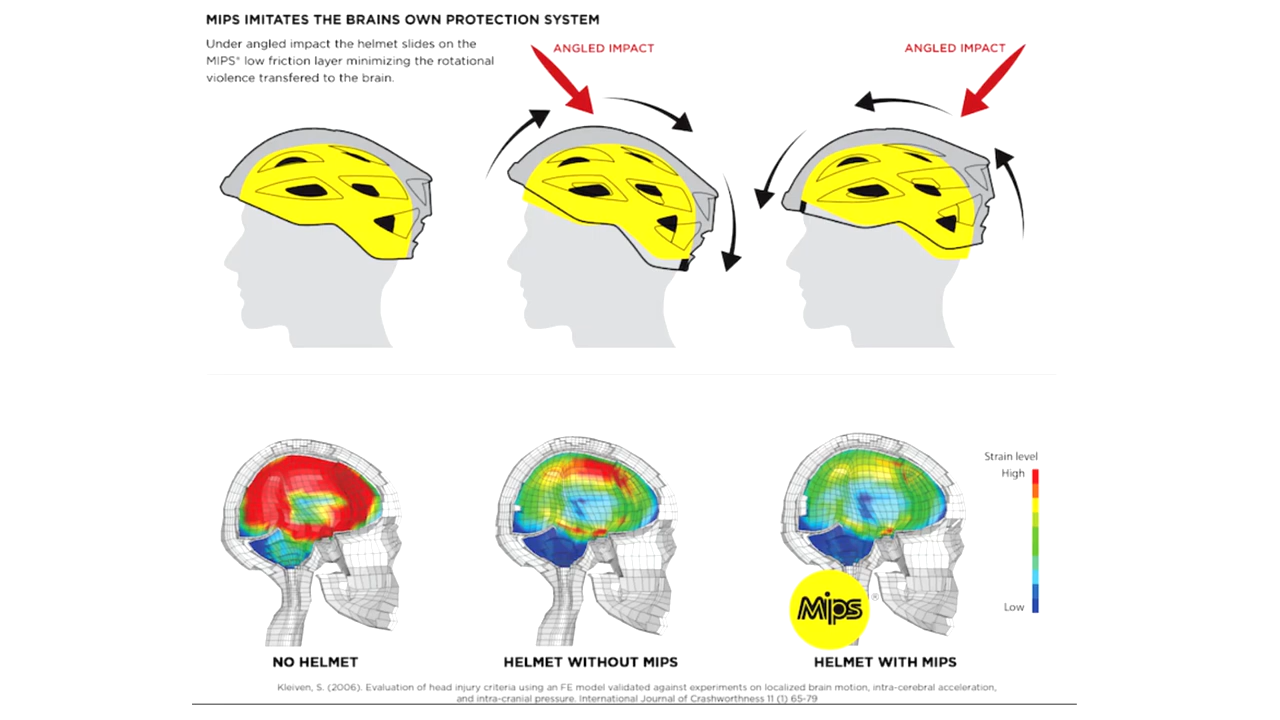 MIPS IMITATES THE BRAINS OWN PROTECTION SYSTEM
Under angled impact the helmet slides on the
MIPS® low friction layer minimizing the rotational
violence transfered to the brain.
ANGLED IMPACT
ANGLED IMPACT
Strain level
High
Low
Mips
®
NO HELMET
HELMET WITHOUT MIPS
HELMET WITH MIPS
Kleiven, S. (2006). Evaluation of head injury criteria using an FE model validated against experiments on localized brain motion, intra-cerebral acceleration,
and intra-cranial pressure. International Journal of Crashworthness 11 (1) 65-79